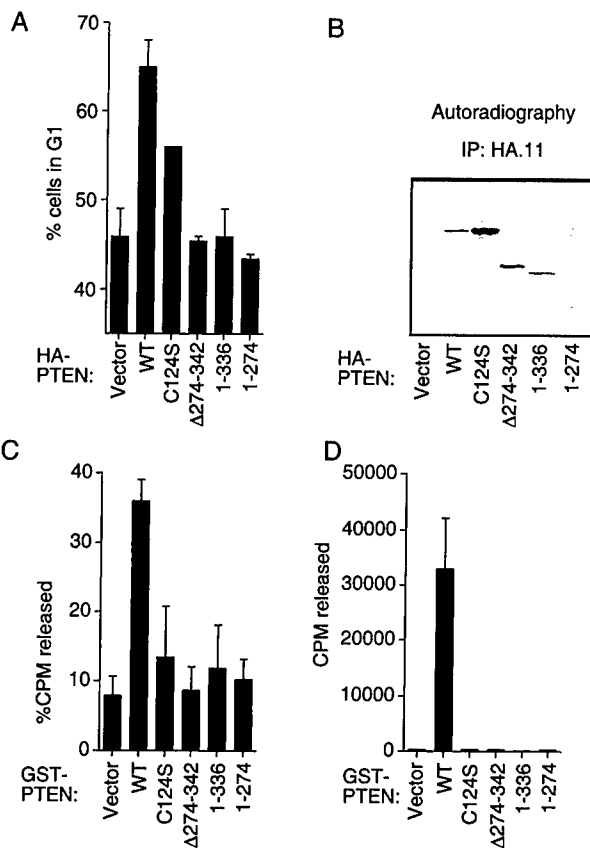 A
70
60
50
40
% cells in G1
HA-
PTEN:
Vector
WT
C124S
Δ274-342
1-336
1-274
B
Autoradiography
IP: HA.11
HA-
PTEN:
Vector
WT
C124S
Δ274-342
1-336
1-274
C
40
30
20
10
0
%CPM released
GST-
PTEN:
Vector
WT
C124S
Δ274-342
1-336
1-274
D
50000
40000
30000
20000
10000
0
CPM released
GST-
PTEN:
Vector
WT
C124S
Δ274-342
1-336
1-274